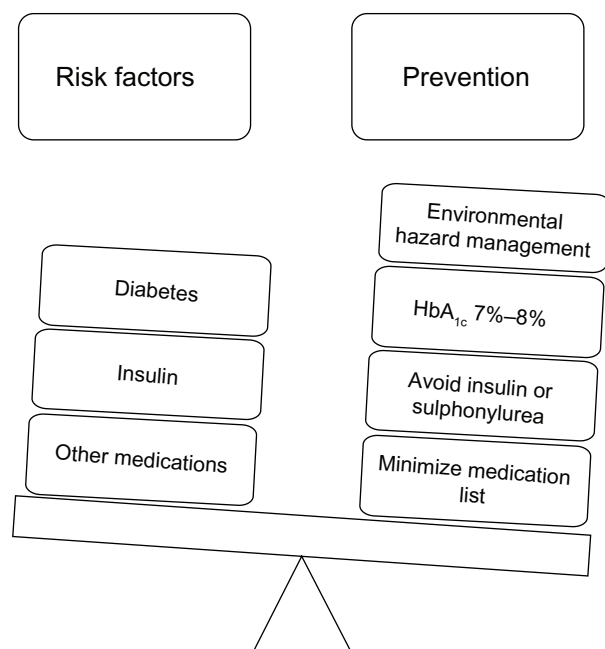 Risk factors
Prevention
Diabetes
Insulin
Other medications
Environmental
hazard management
HbA1c 7%–8%
Avoid insulin or
sulphonylurea
Minimize medication
list